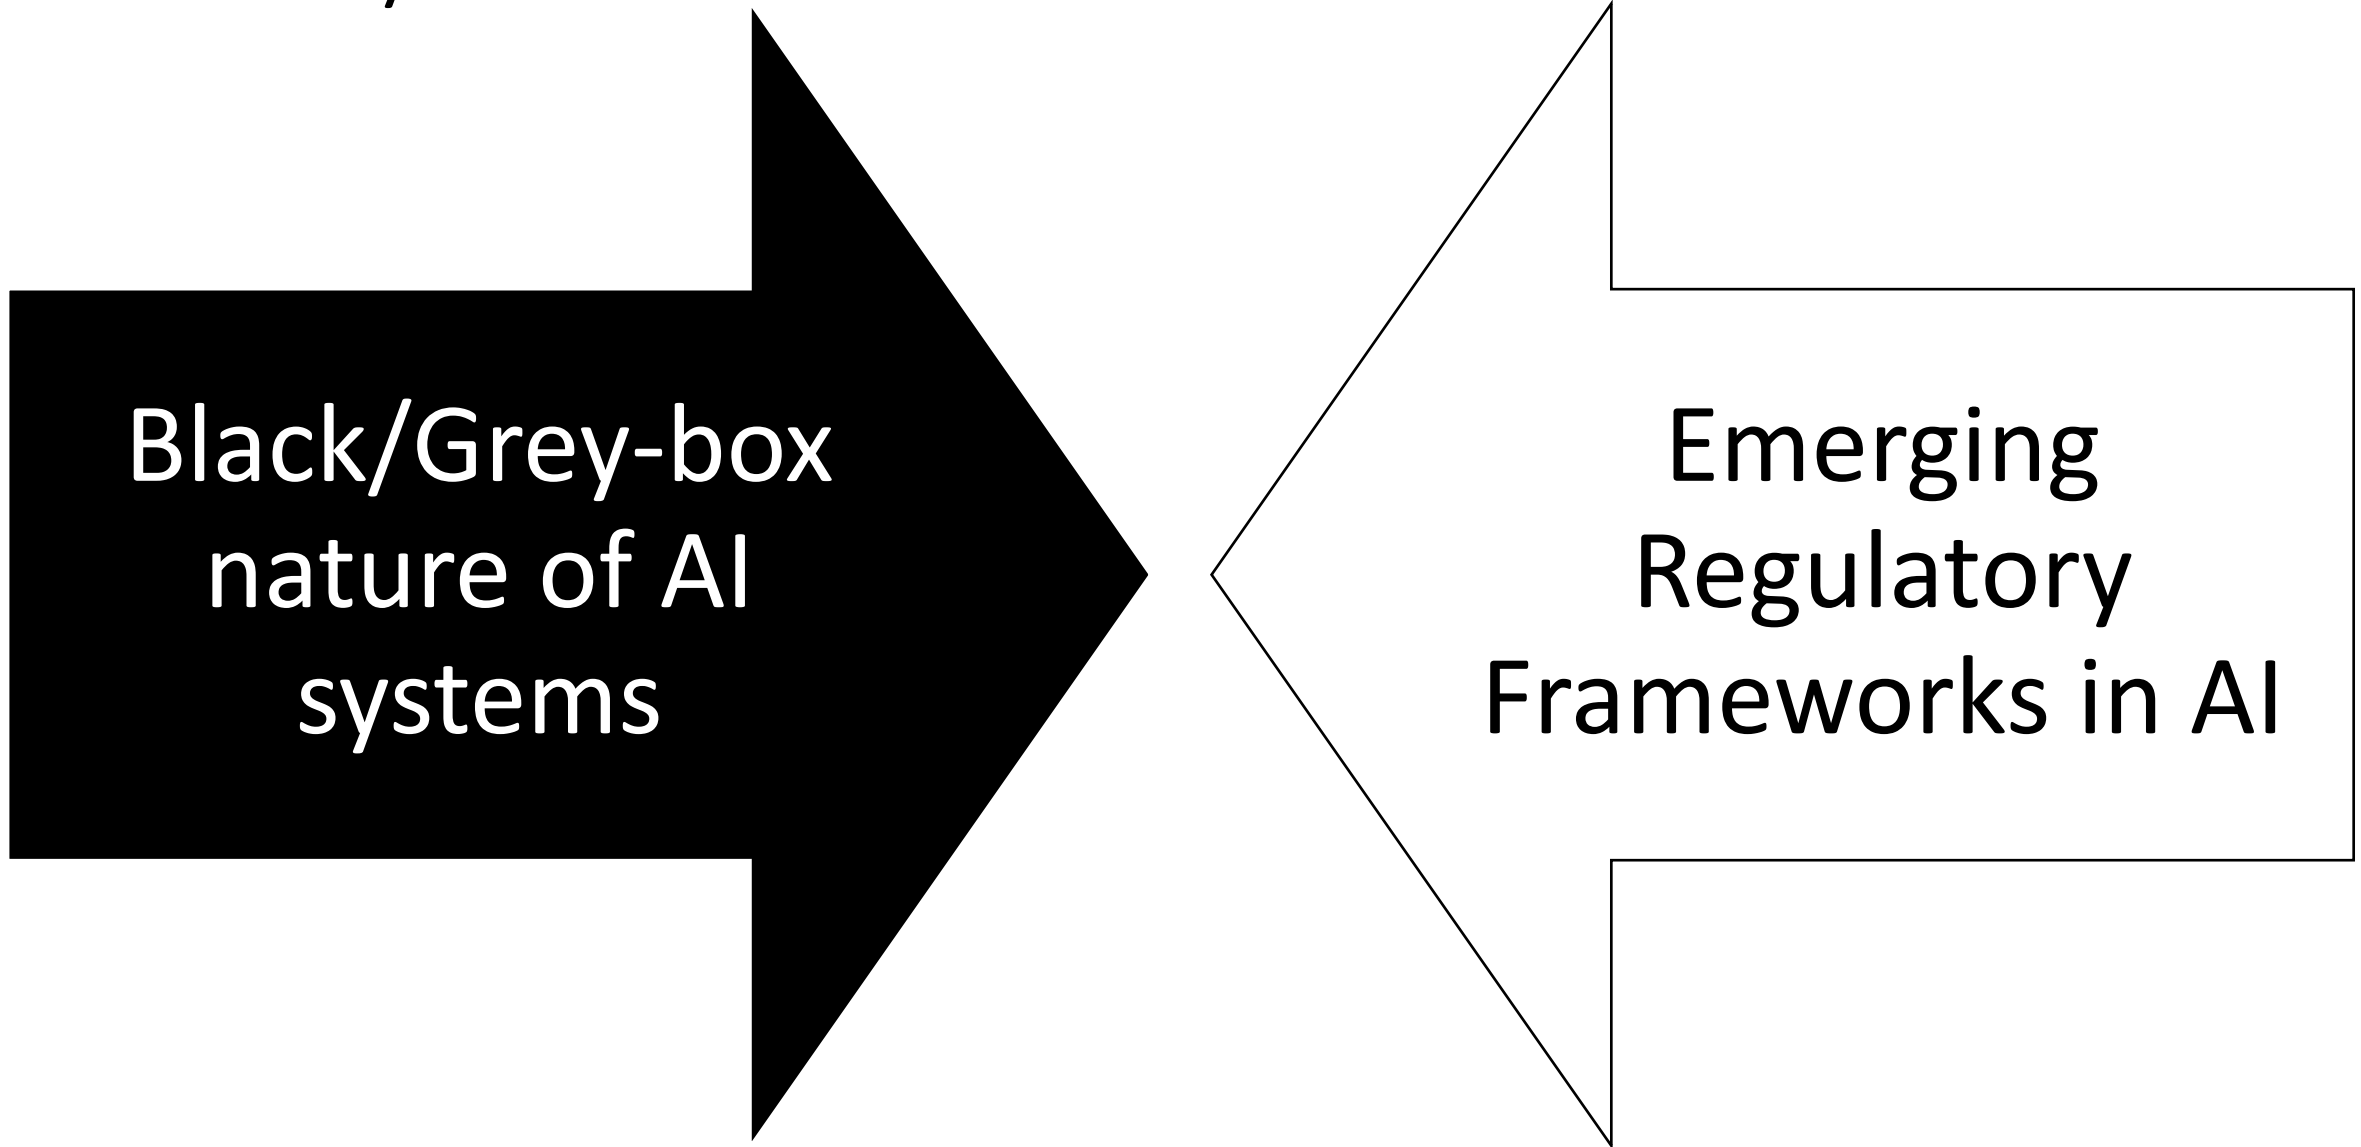 Black/Grey-box
nature of AI
systems
Emerging
Regulatory
Frameworks in AI